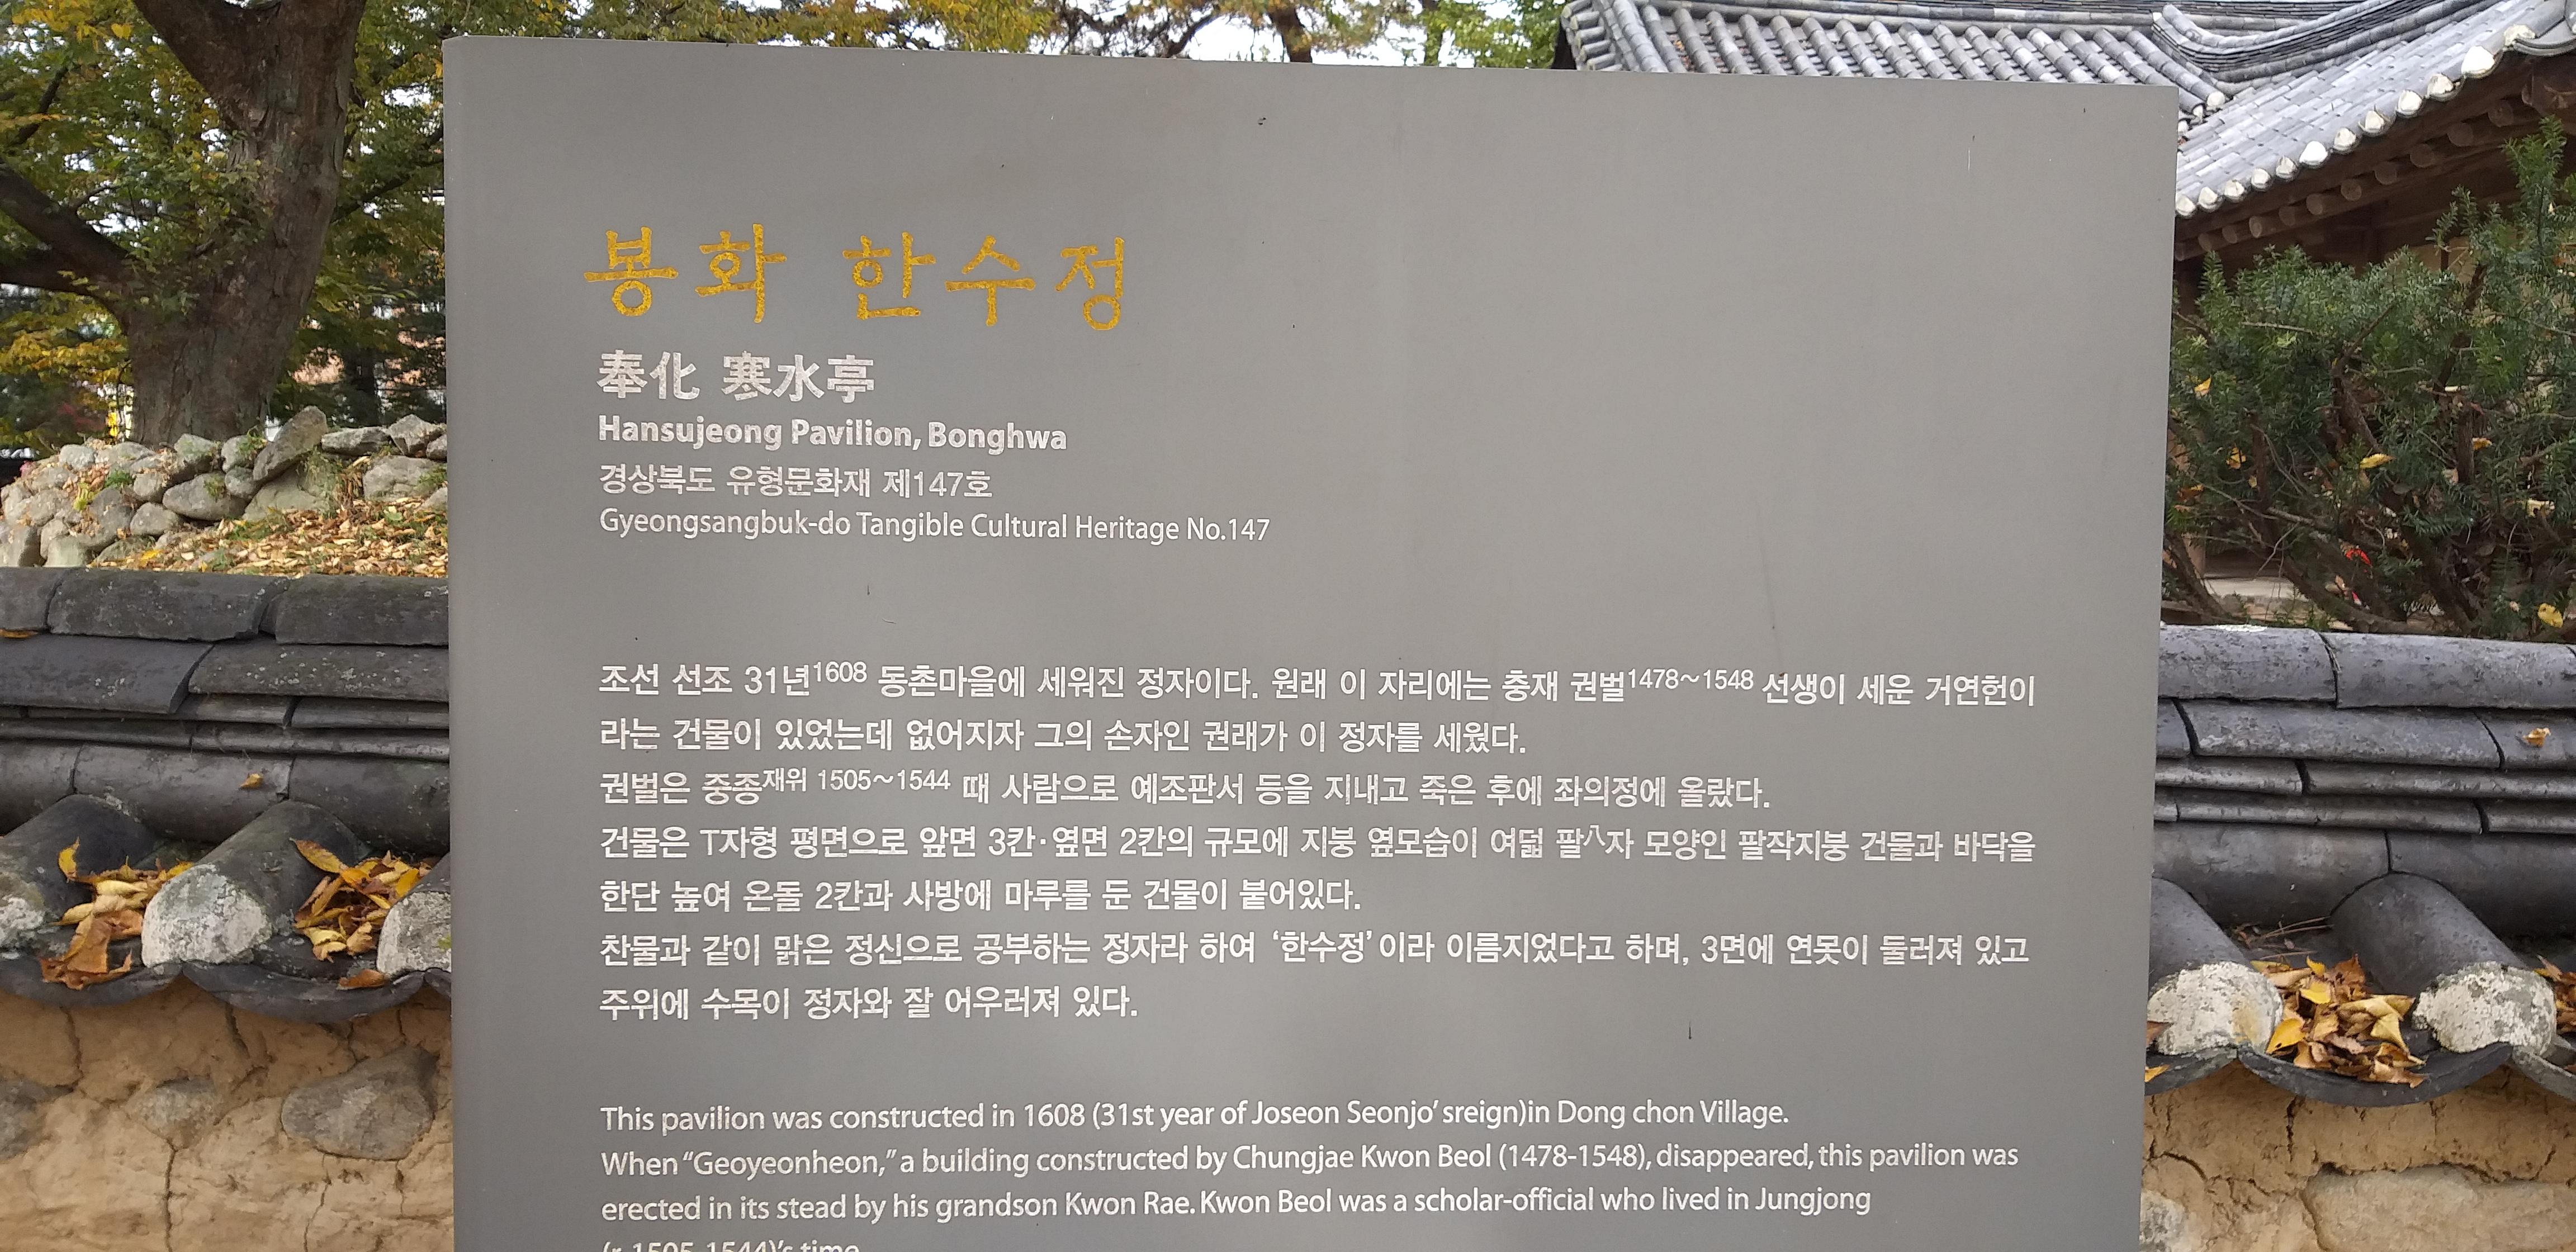 봉화 한수정
奉化 寒水亭
Hansujeong Pavilion, Bonghwa
경상북도 유형문화재 제147호
Gyeongsangbuk-do Tangible Cultural Heritage No.147
조선 선조 31년1608 동촌마을에 세워진 정자이다. 원래 이 자리에는 충재 권벌1478~1548 선생이 세운 거연헌이
라는 건물이 있었는데 없어지자 그의 손자인 권래가 이 정자를 세웠다.
권벌은 중종재위 1505~1544 때 사람으로 예조판서 등을 지내고 죽은 후에 좌의정에 올랐다.
건물은 T자형 평면으로 앞면 3칸·옆면 2칸의 규모에 지붕 옆모습이 여덟 팔八자 모양인 팔작지붕 건물과 바닥을
한단 높여 온돌 2칸과 사방에 마루를 둔 건물이 붙어있다.
찬물과 같이 맑은 정신으로 공부하는 정자라 하여 ‘한수정’이라 이름지었다고 하며, 3면에 연못이 둘러져 있고
주위에 수목이 정자와 잘 어우러져 있다.
This pavilion was constructed in 1608 (31st year of Joseon Seonjo’ sreign)in Dong chon Village.
When “Geoyeonheon,” a building constructed by Chungjae Kwon Beol (1478-1548), disappeared, this pavilion was
erected in its stead by his grandson Kwon Rae. Kwon Beol was a scholar-official who lived in Jungjong
(r. 1505-1544)’s time.